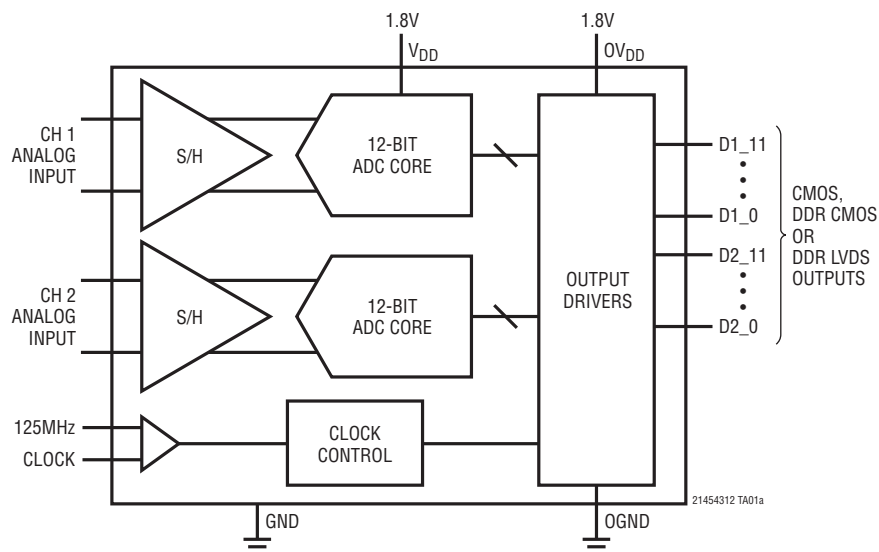 1.8V
1.8V
VDD
OVDD
CH 1
ANALOG
INPUT
S/H
12-BIT
ADC CORE
D1_11
D1_0
CMOS,
DDR CMOS
OR
DDR LVDS
OUTPUTS
CH 2
ANALOG
INPUT
S/H
12-BIT
ADC CORE
OUTPUT
DRIVERS
D2_11
D2_0
125MHz
CLOCK
CLOCK
CONTROL
GND
OGND
21454312 TA01a